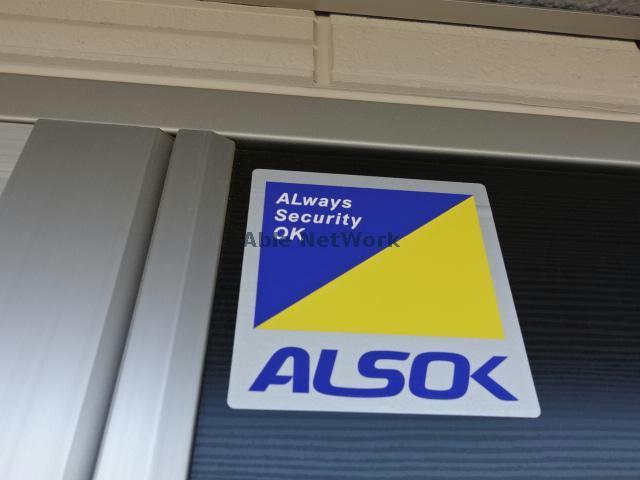 ALways
Security
OK
Able NetWork
ALSOK